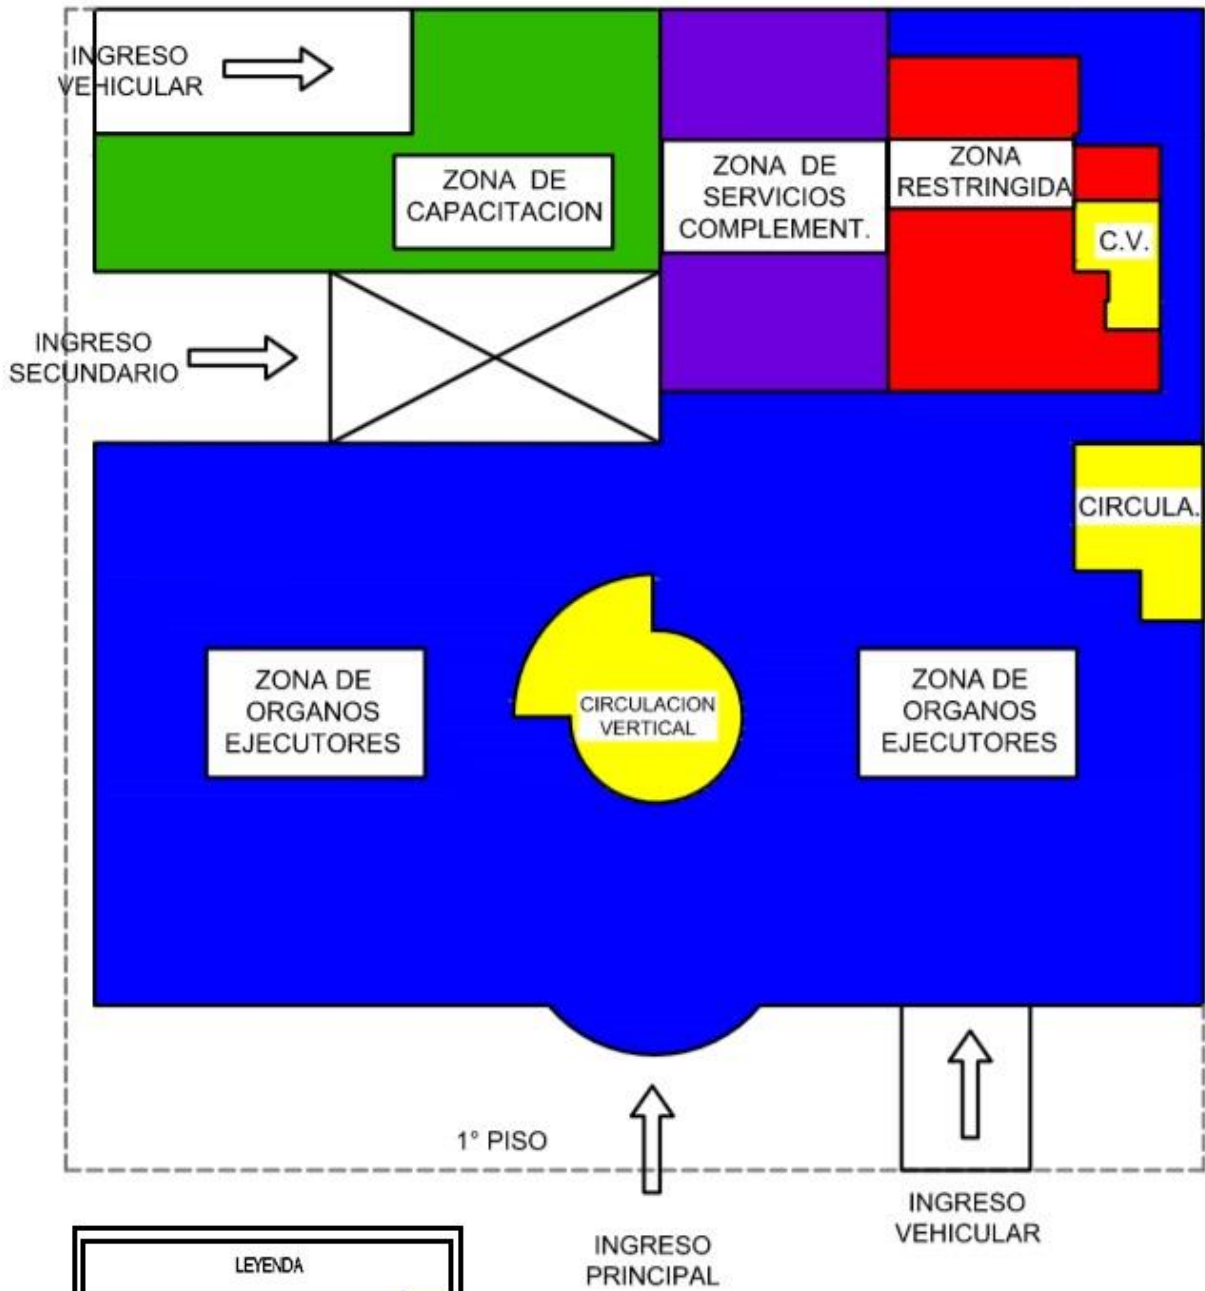 INGRESO
VEHICULAR
ZONA DE
CAPACITACION
ZONA DE
SERVICIOS
COMPLEMENT.
ZONA
RESTRINGIDA
C.V.
INGRESO
SECUNDARIO
CIRCULA.
ZONA DE
ORGANOS
EJECUTORES
CIRCULACION
VERTICAL
ZONA DE
ORGANOS
EJECUTORES
1° PISO
INGRESO
PRINCIPAL
INGRESO
VEHICULAR
LEYENDA